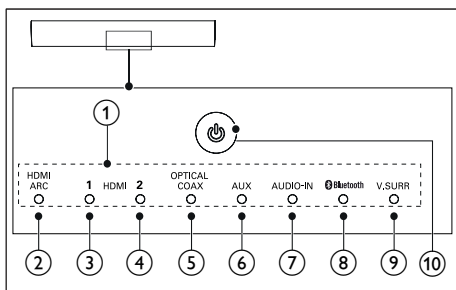 1
HDMI
ARC
1 HDMI 2
OPTICAL
COAX
AUX
AUDIO-IN
Bluetooth
V.SURR
2
3
4
5
6
7
8
9
10